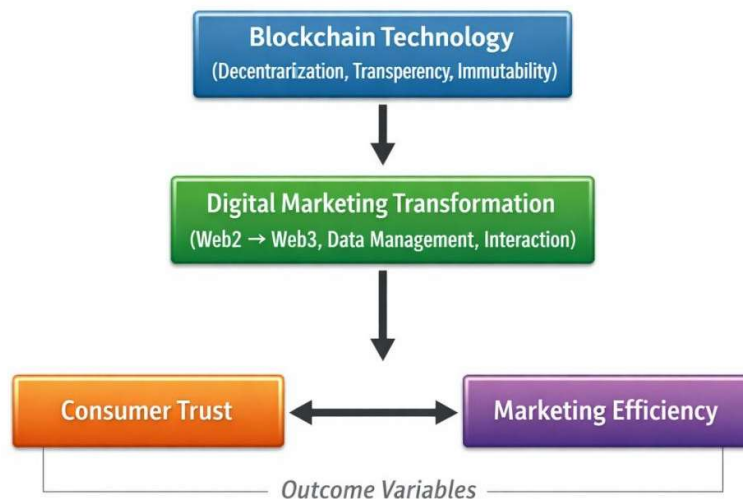 Blockchain Technology
(Decentrarization, Transperency, Immutability)
Digital Marketing Transformation
(Web2 → Web3, Data Management, Interaction)
Consumer Trust
Marketing Efficiency
Outcome Variables